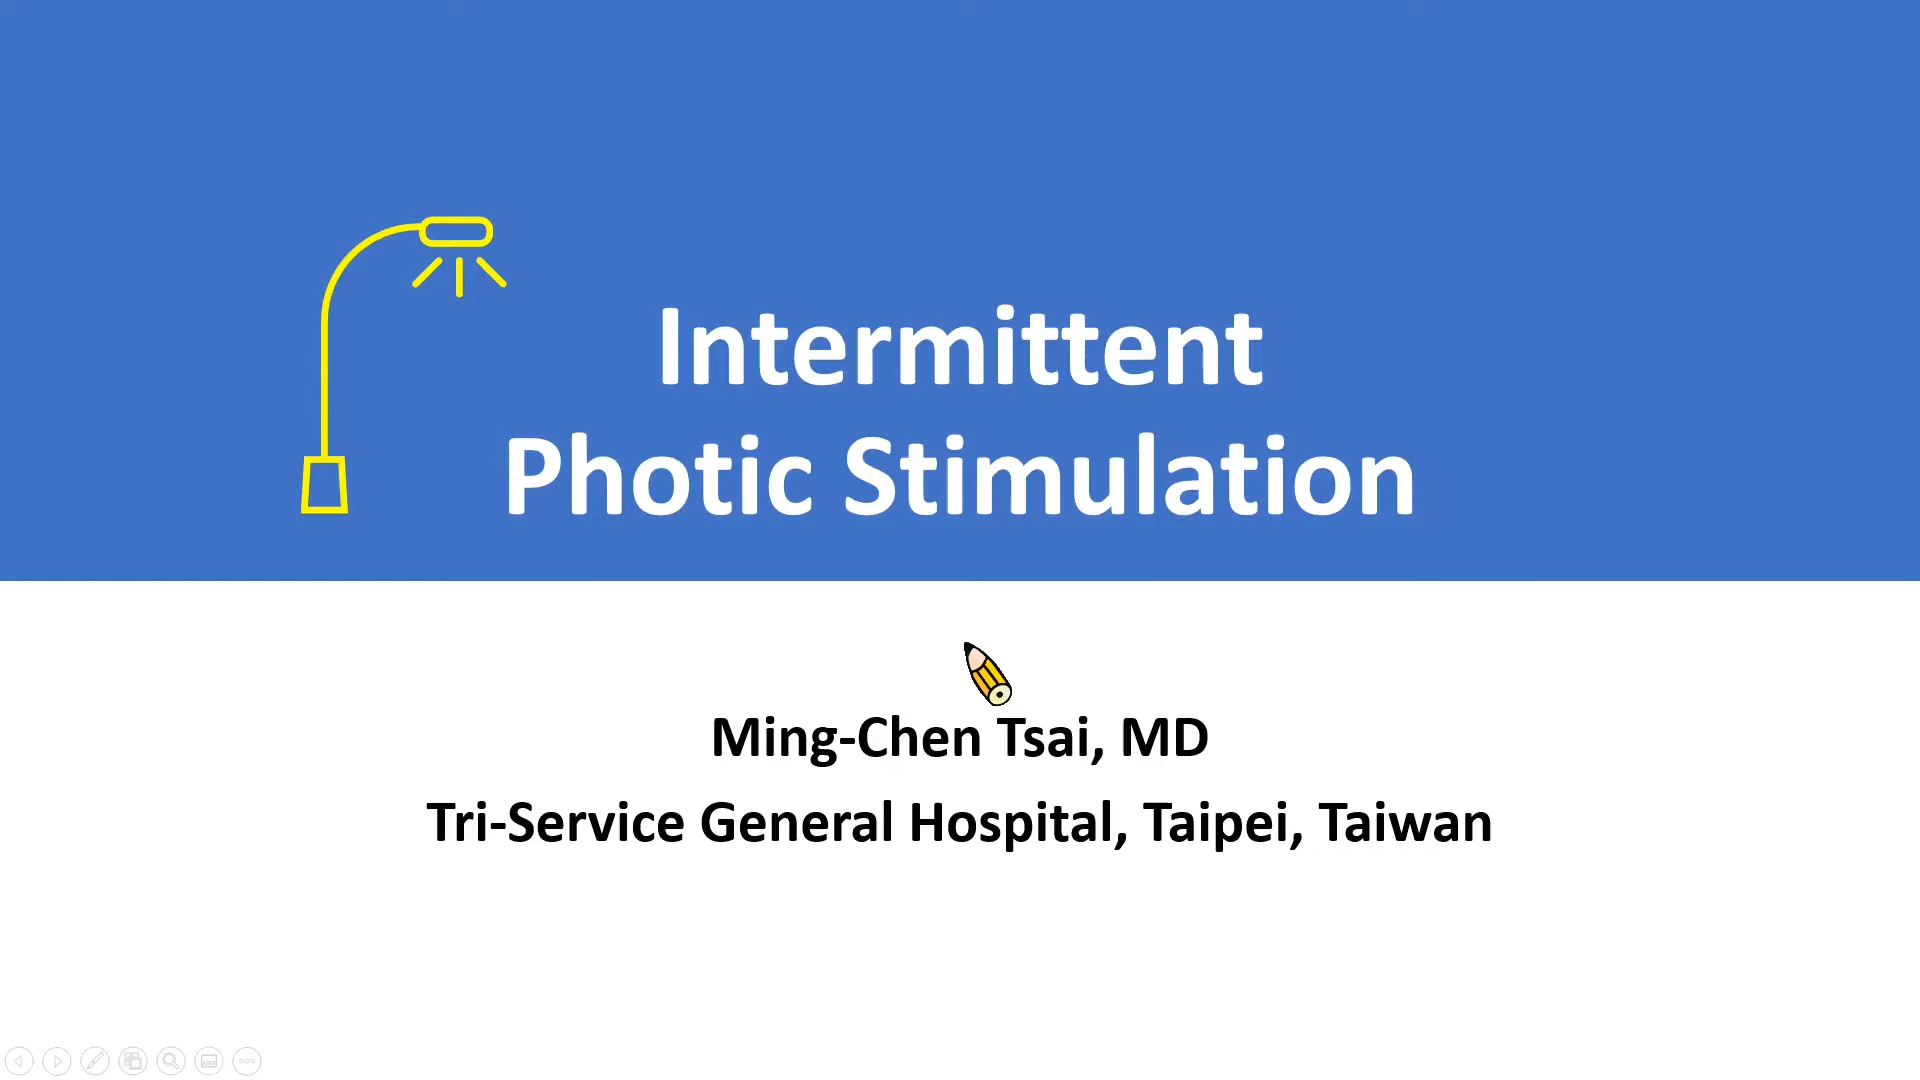 Intermittent
Photic Stimulation
Ming-Chen Tsai, MD
Tri-Service General Hospital, Taipei, Taiwan